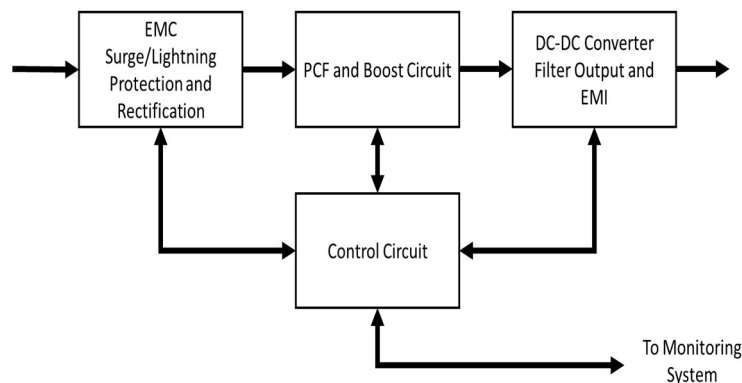 EMC
Surge/Lightning
Protection and
Rectification
PCF and Boost Circuit
DC-DC Converter
Filter Output and
EMI
Control Circuit
To Monitoring
System